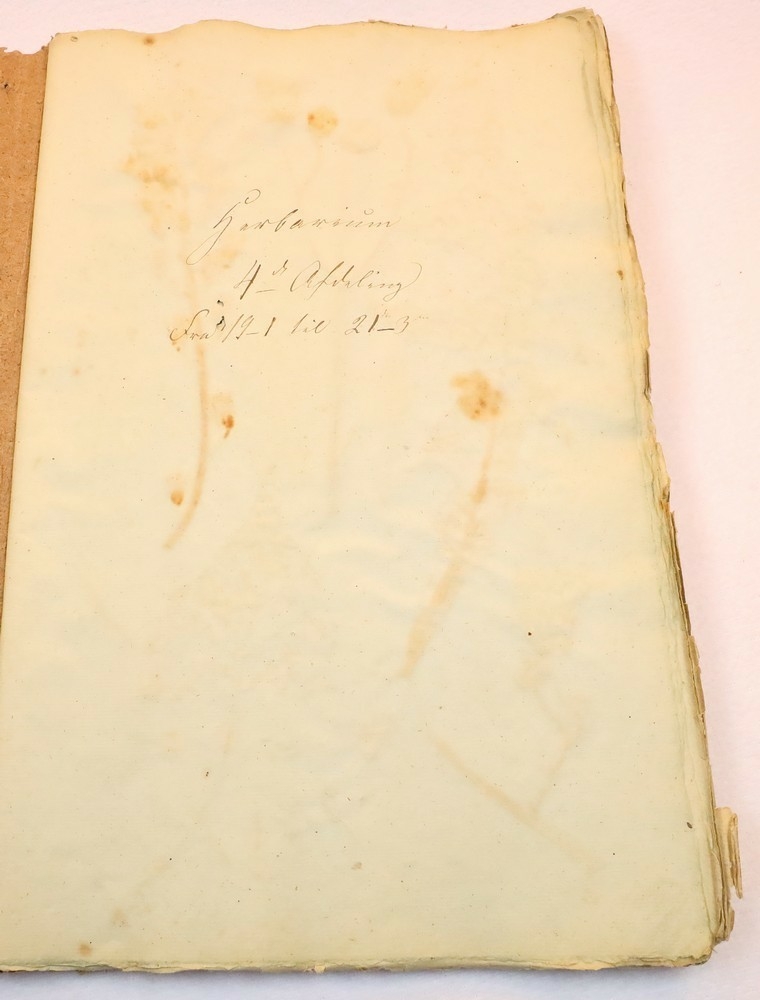 Herbarium
4de Afdeling
Fra 19-1 til 21-3